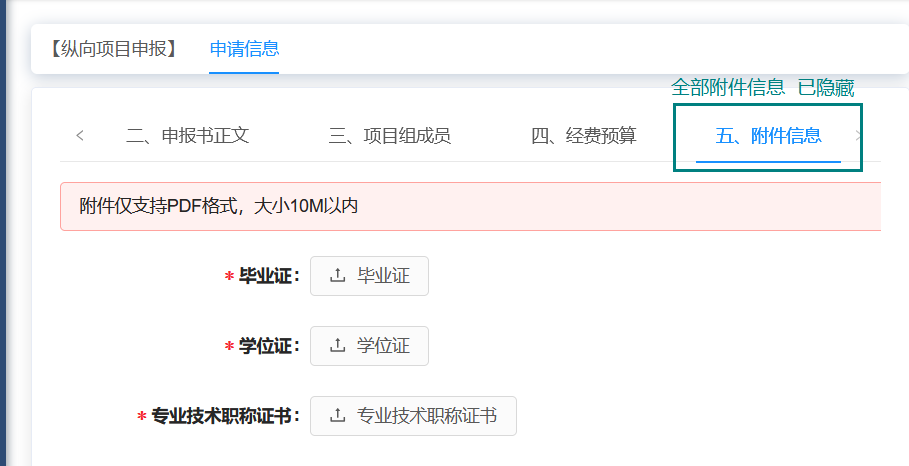 【纵向项目申报】 申请信息
全部附件信息 已隐藏
二、申报书正文 三、项目组成员 四、经费预算 五、附件信息
附件仅支持PDF格式，大小10M以内
* 毕业证： 毕业证
* 学位证： 学位证
* 专业技术职称证书： 专业技术职称证书